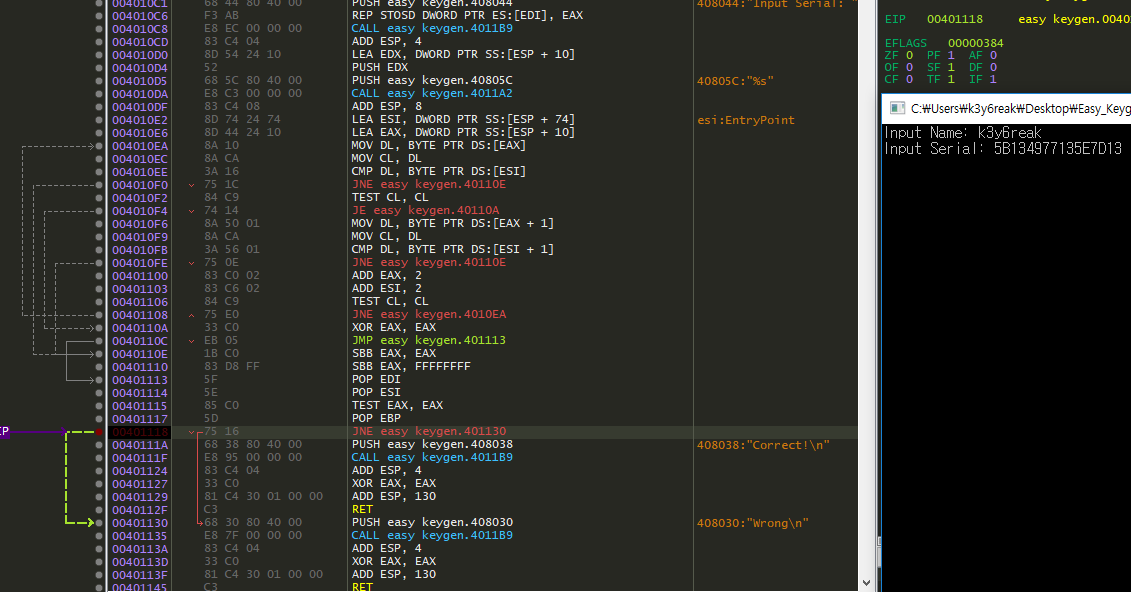 004010C1 68 44 80 40 00 PUSH easy keygen.408044 408044:"Input Serial: "
004010C6 F3 AB REP STOSD DWORD PTR ES:[EDI], EAX
004010C8 E8 EC 00 00 00 CALL easy keygen.4011B9
004010CD 83 C4 04 ADD ESP, 4
004010D0 8D 54 24 10 LEA EDX, DWORD PTR SS:[ESP + 10]
004010D4 52 PUSH EDX
004010D5 68 5C 80 40 00 PUSH easy keygen.40805C 40805C:"%s"
004010DA E8 C3 00 00 00 CALL easy keygen.4011A2
004010DF 83 C4 08 ADD ESP, 8
004010E2 8D 74 24 74 LEA ESI, DWORD PTR SS:[ESP + 74] esi:EntryPoint
004010E6 8D 44 24 10 LEA EAX, DWORD PTR SS:[ESP + 10]
004010EA 8A 10 MOV DL, BYTE PTR DS:[EAX]
004010EC 8A CA MOV CL, DL
004010EE 3A 16 CMP DL, BYTE PTR DS:[ESI]
004010F0 75 1C JNE easy keygen.40110E
004010F2 84 C9 TEST CL, CL
004010F4 74 14 JE easy keygen.40110A
004010F6 8A 50 01 MOV DL, BYTE PTR DS:[EAX + 1]
004010F9 8A CA MOV CL, DL
004010FB 3A 56 01 CMP DL, BYTE PTR DS:[ESI + 1]
004010FE 75 0E JNE easy keygen.40110E
00401100 83 C0 02 ADD EAX, 2
00401103 83 C6 02 ADD ESI, 2
00401106 84 C9 TEST CL, CL
00401108 75 E0 JNE easy keygen.4010EA
0040110A 33 C0 XOR EAX, EAX
0040110C EB 05 JMP easy keygen.401113
0040110E 1B C0 SBB EAX, EAX
00401110 83 D8 FF SBB EAX, FFFFFFFF
00401113 5F POP EDI
00401114 5E POP ESI
00401115 85 C0 TEST EAX, EAX
00401117 5D POP EBP
IP 00401118 75 16 JNE easy keygen.401130
0040111A 68 38 80 40 00 PUSH easy keygen.408038 408038:"Correct!\n"
0040111F E8 95 00 00 00 CALL easy keygen.4011B9
00401124 83 C4 04 ADD ESP, 4
00401127 33 C0 XOR EAX, EAX
00401129 81 C4 30 01 00 00 ADD ESP, 130
0040112F C3 RET
00401130 68 30 80 40 00 PUSH easy keygen.408030 408030:"Wrong\n"
00401135 E8 7F 00 00 00 CALL easy keygen.4011B9
0040113A 83 C4 04 ADD ESP, 4
0040113D 33 C0 XOR EAX, EAX
0040113F 81 C4 30 01 00 00 ADD ESP, 130
00401145 C3 RET
EIP 00401118 easy keygen.0040
EFLAGS 00000384
ZF 0 PF 1 AF 0
OF 0 SF 1 DF 0
CF 0 TF 1 IF 1
C:₩Users₩k3y6reak₩Desktop₩Easy_Keyg
Input Name: k3y6reak
Input Serial: 5B134977135E7D13